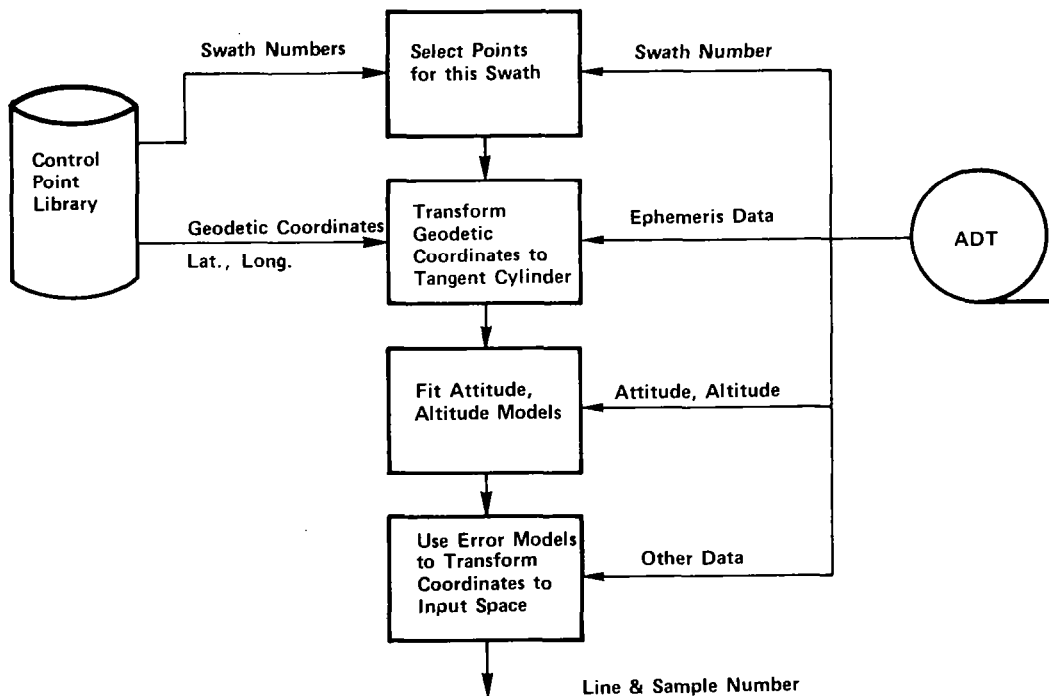 Swath Numbers
Select Points
for this Swath
Swath Number
Control
Point
Library
Geodetic Coordinates
Lat., Long.
Transform
Geodetic
Coordinates to
Tangent Cylinder
Ephemeris Data
ADT
Fit Attitude,
Altitude Models
Attitude, Altitude
Use Error Models
to Transform
Coordinates to
Input Space
Other Data
Line & Sample Number